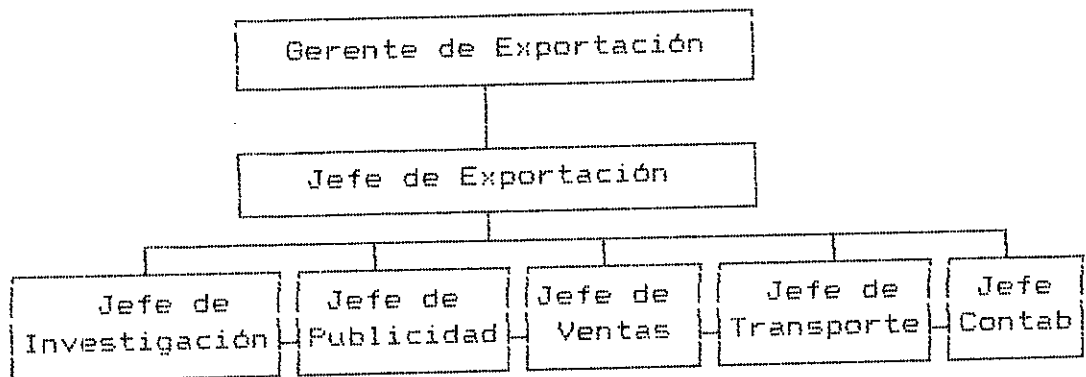 Gerente de Exportación
Jefe de Exportación
Jefe de
Investigación
Jefe de
Publicidad
Jefe de
Ventas
Jefe de
Transporte
Jefe
Contab